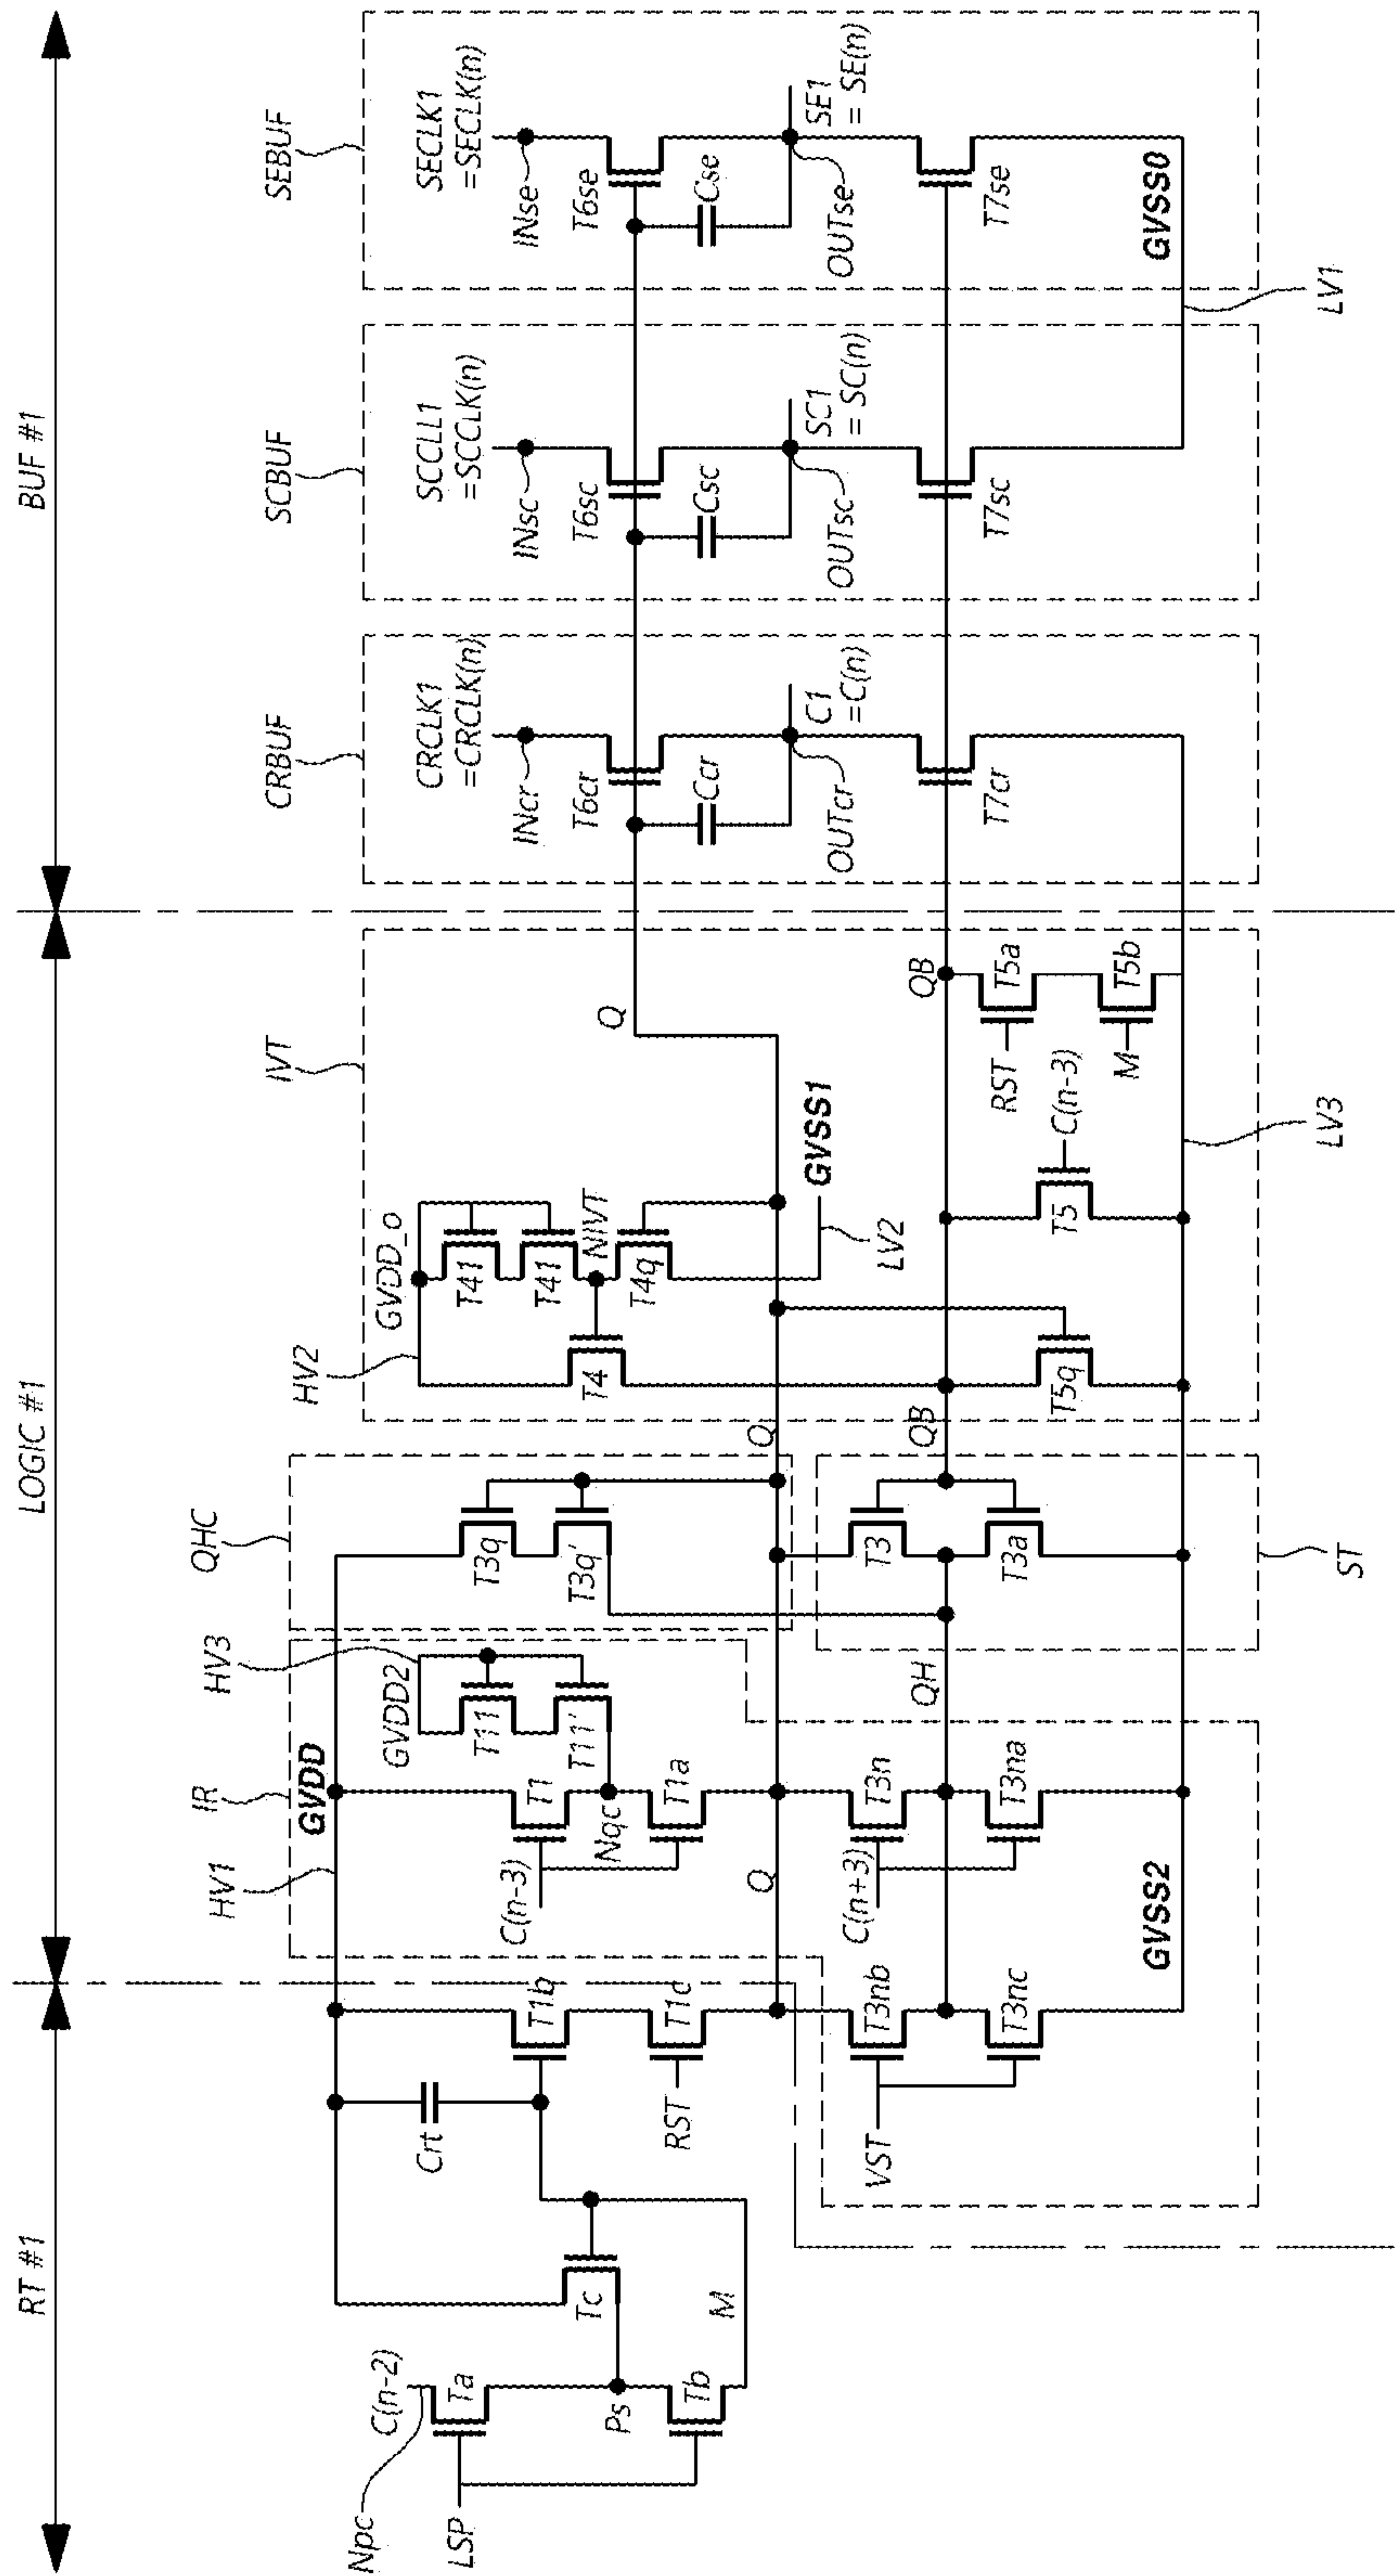 RT #1
LOGIC #1
BUF #1
HV1
IR
HV3
QHC
HV2
IVT
CRBUF
SCBUF
SEBUF
GVDD
GVDD2
GVDD_o
CRCLK1
=CRCLK(n)
SCCLL1
=SCCLK(n)
SECLK1
=SECLK(n)
Npc
C(n-2)
Ta
LSP
Ps
Tb
Tc
M
Crt
T1b
RST
T1c
C(n-3)
T1
Nqc
T1a
T11
T11'
T3q
T3q'
T41
T41
NIVT
T4
T4q
GVSS1
LV2
Q
Q
Q
INcr
T6cr
Ccr
OUTcr
C1
=C(n)
INsc
T6sc
Csc
OUTsc
SC1
= SC(n)
INse
T6se
Cse
OUTse
SE1
= SE(n)
VST
T3nb
T3nc
C(n+3)
T3n
T3na
QH
T3
T3a
QB
T5q
T5
C(n-3)
QB
T5a
RST
T5b
M
T7cr
T7sc
T7se
GVSS2
GVSS0
ST
LV3
LV1